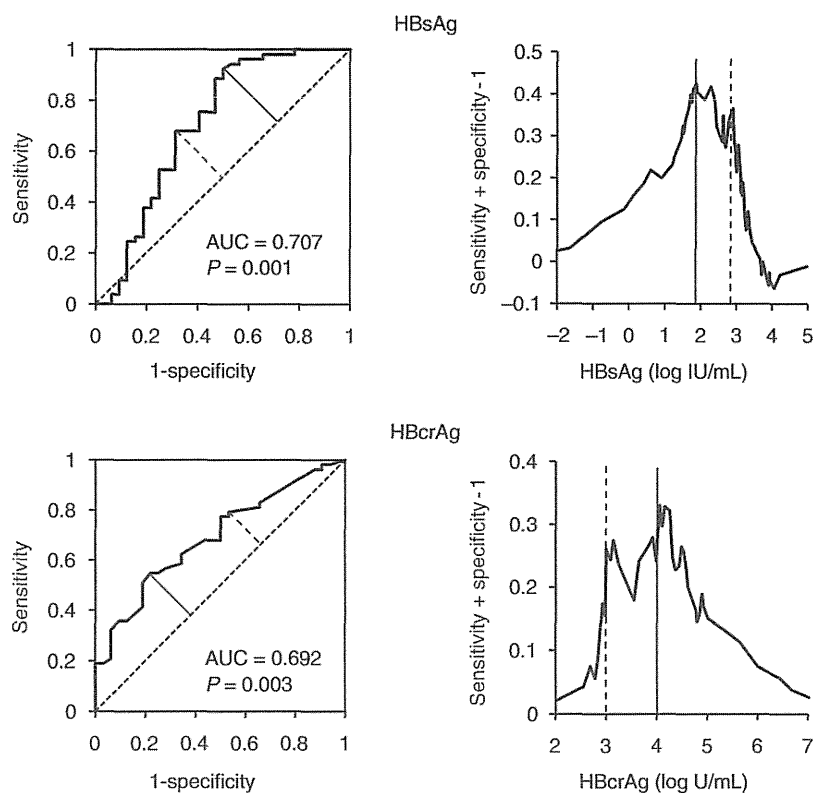 HBsAg
1
0.8
0.6
0.4
0.2
0
Sensitivity
AUC = 0.707
P = 0.001
0 0.2 0.4 0.6 0.8 1
1-specificity
0.5
0.4
0.3
0.2
0.1
0
–0.1
Sensitivity + specificity - 1
–2 –1 0 1 2 3 4 5
HBsAg (log IU/mL)
HBcrAg
1
0.8
0.6
0.4
0.2
0
Sensitivity
AUC = 0.692
P = 0.003
0 0.2 0.4 0.6 0.8 1
1-specificity
0.4
0.3
0.2
0.1
0
Sensitivity + specificity - 1
2 3 4 5 6 7
HBcrAg (log U/mL)